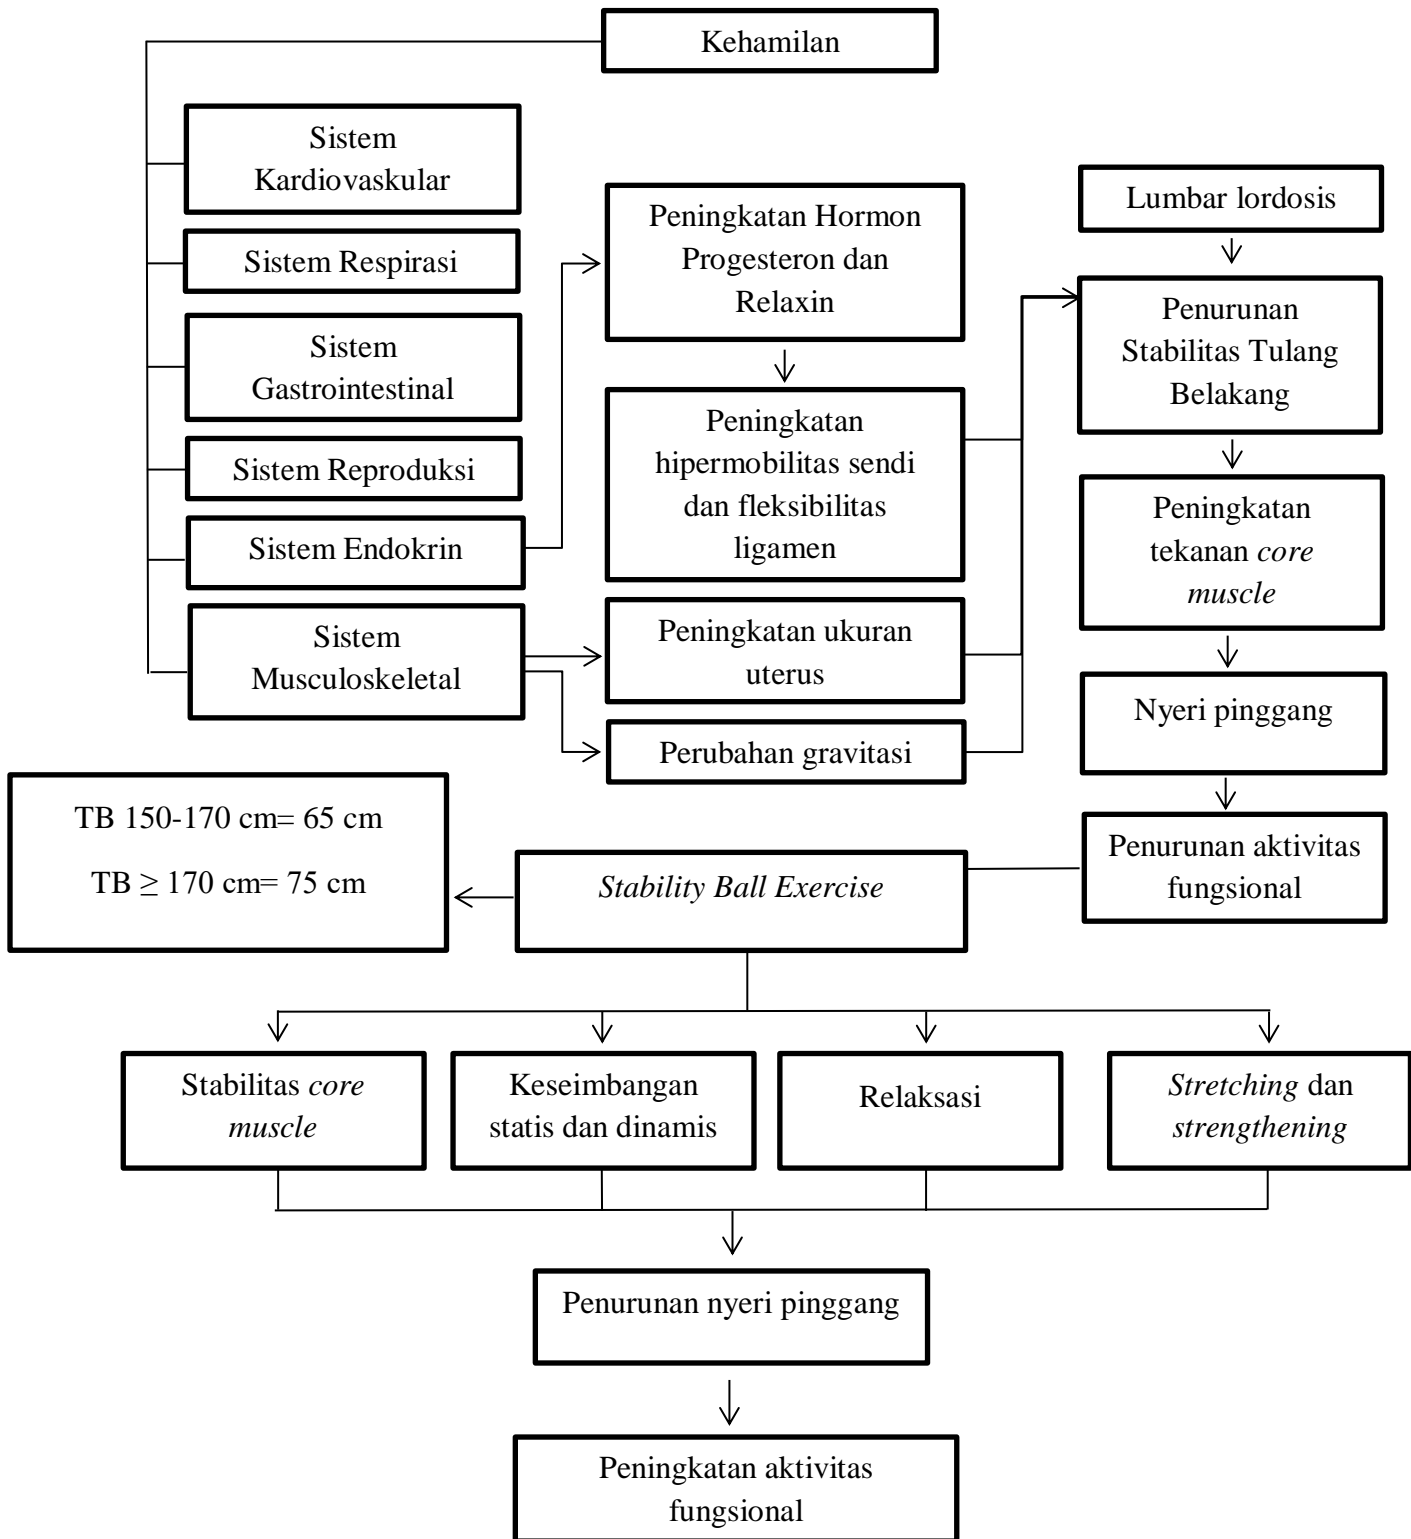 Kehamilan
Sistem
Kardiovaskular
Sistem Respirasi
Sistem
Gastrointestinal
Sistem Reproduksi
Sistem Endokrin
Sistem
Musculoskeletal
Peningkatan Hormon
Progesteron dan
Relaxin
Peningkatan
hipermobilitas sendi
dan fleksibilitas
ligamen
Peningkatan ukuran
uterus
Perubahan gravitasi
Lumbar lordosis
Penurunan
Stabilitas Tulang
Belakang
Peningkatan
tekanan core
muscle
Nyeri pinggang
Penurunan aktivitas
fungsional
Stability Ball Exercise
TB 150-170 cm= 65 cm
TB ≥ 170 cm= 75 cm
Stabilitas core
muscle
Keseimbangan
statis dan dinamis
Relaksasi
Stretching dan
strengthening
Penurunan nyeri pinggang
Peningkatan aktivitas
fungsional